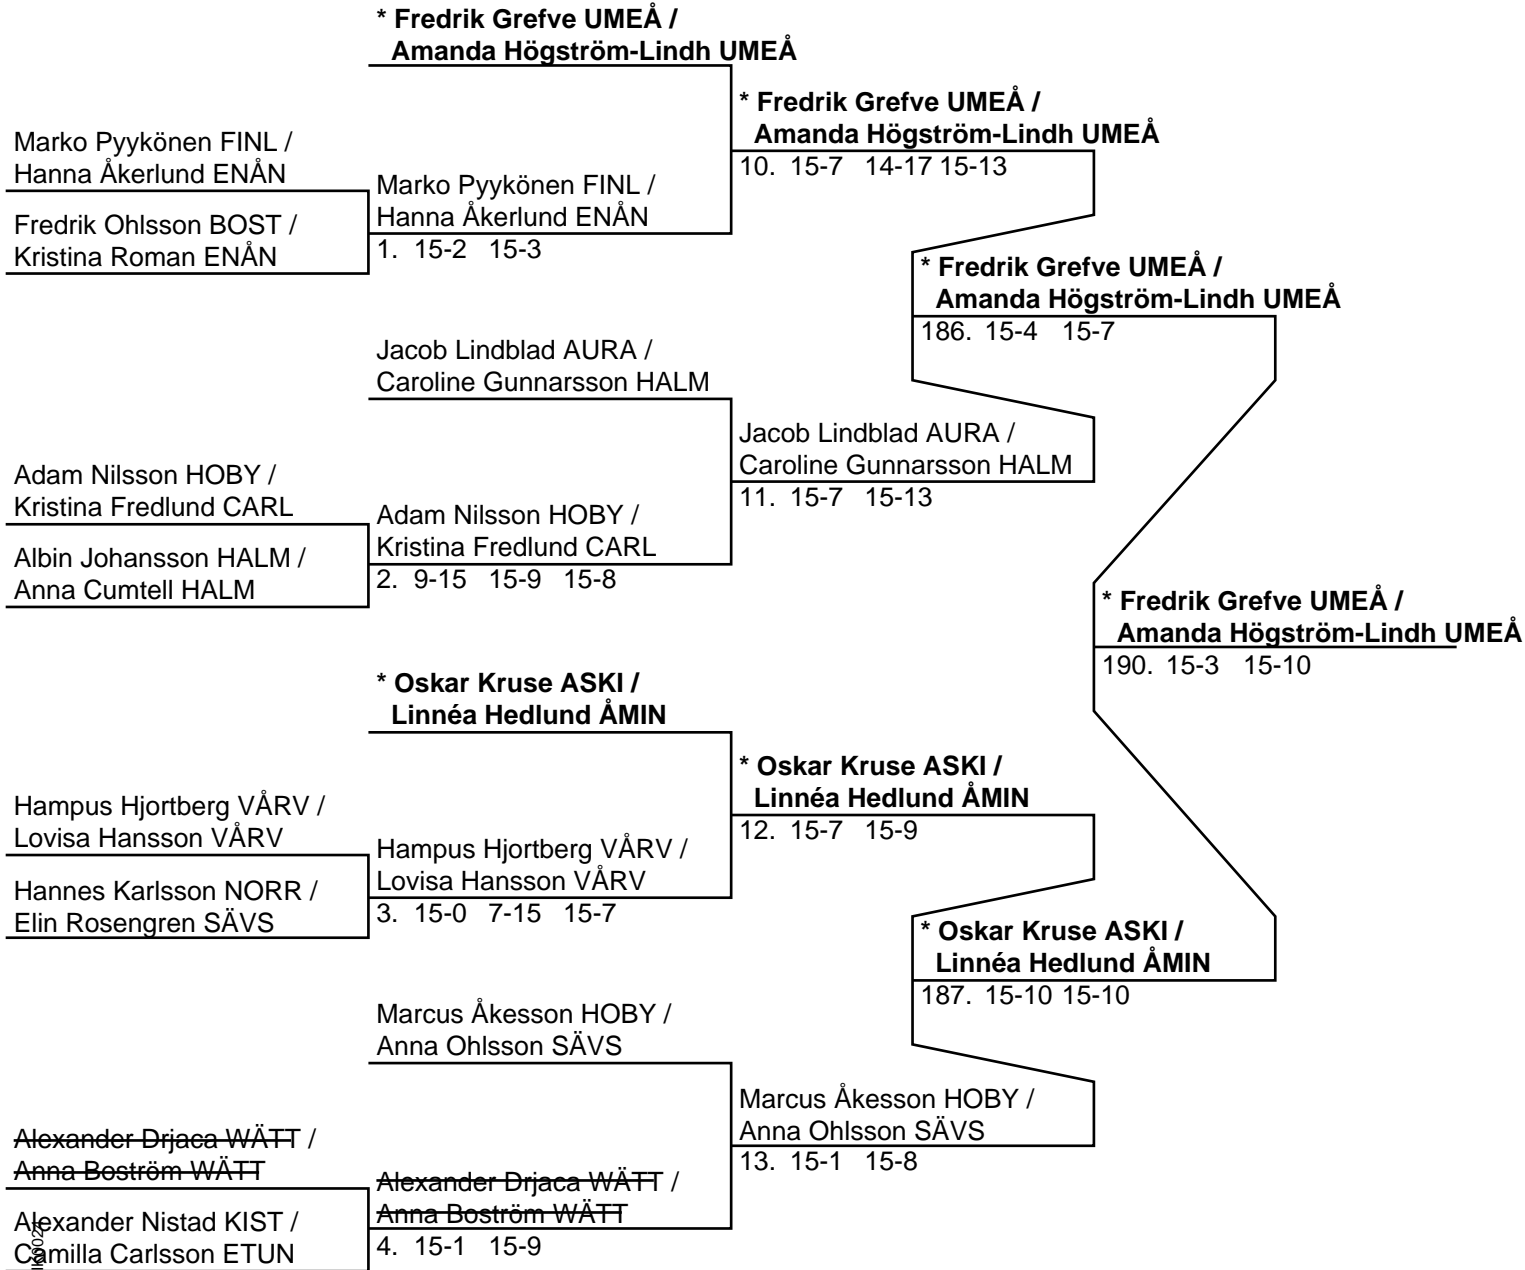 * Fredrik Grefve UMEÅ /
Amanda Högström-Lindh UMEÅ
* Fredrik Grefve UMEÅ /
Amanda Högström-Lindh UMEÅ
10. 15-7 14-17 15-13
Marko Pyykönen FINL /
Hanna Åkerlund ENÅN
Marko Pyykönen FINL /
Hanna Åkerlund ENÅN
1. 15-2 15-3
Fredrik Ohlsson BOST /
Kristina Roman ENÅN
* Fredrik Grefve UMEÅ /
Amanda Högström-Lindh UMEÅ
186. 15-4 15-7
Jacob Lindblad AURA /
Caroline Gunnarsson HALM
Jacob Lindblad AURA /
Caroline Gunnarsson HALM
11. 15-7 15-13
Adam Nilsson HOBY /
Kristina Fredlund CARL
Adam Nilsson HOBY /
Kristina Fredlund CARL
2. 9-15 15-9 15-8
Albin Johansson HALM /
Anna Cumtell HALM
* Fredrik Grefve UMEÅ /
Amanda Högström-Lindh UMEÅ
190. 15-3 15-10
* Oskar Kruse ASKI /
Linnéa Hedlund ÅMIN
* Oskar Kruse ASKI /
Linnéa Hedlund ÅMIN
12. 15-7 15-9
Hampus Hjortberg VÅRV /
Lovisa Hansson VÅRV
Hampus Hjortberg VÅRV /
Lovisa Hansson VÅRV
3. 15-0 7-15 15-7
Hannes Karlsson NORR /
Elin Rosengren SÄVS
* Oskar Kruse ASKI /
Linnéa Hedlund ÅMIN
187. 15-10 15-10
Marcus Åkesson HOBY /
Anna Ohlsson SÄVS
Marcus Åkesson HOBY /
Anna Ohlsson SÄVS
13. 15-1 15-8
Alexander Drjaca WÄTT /
Anna Boström WÄTT
Alexander Drjaca WÄTT /
Anna Boström WÄTT
4. 15-1 15-9
Alexander Nistad KIST /
Camilla Carlsson ETUN